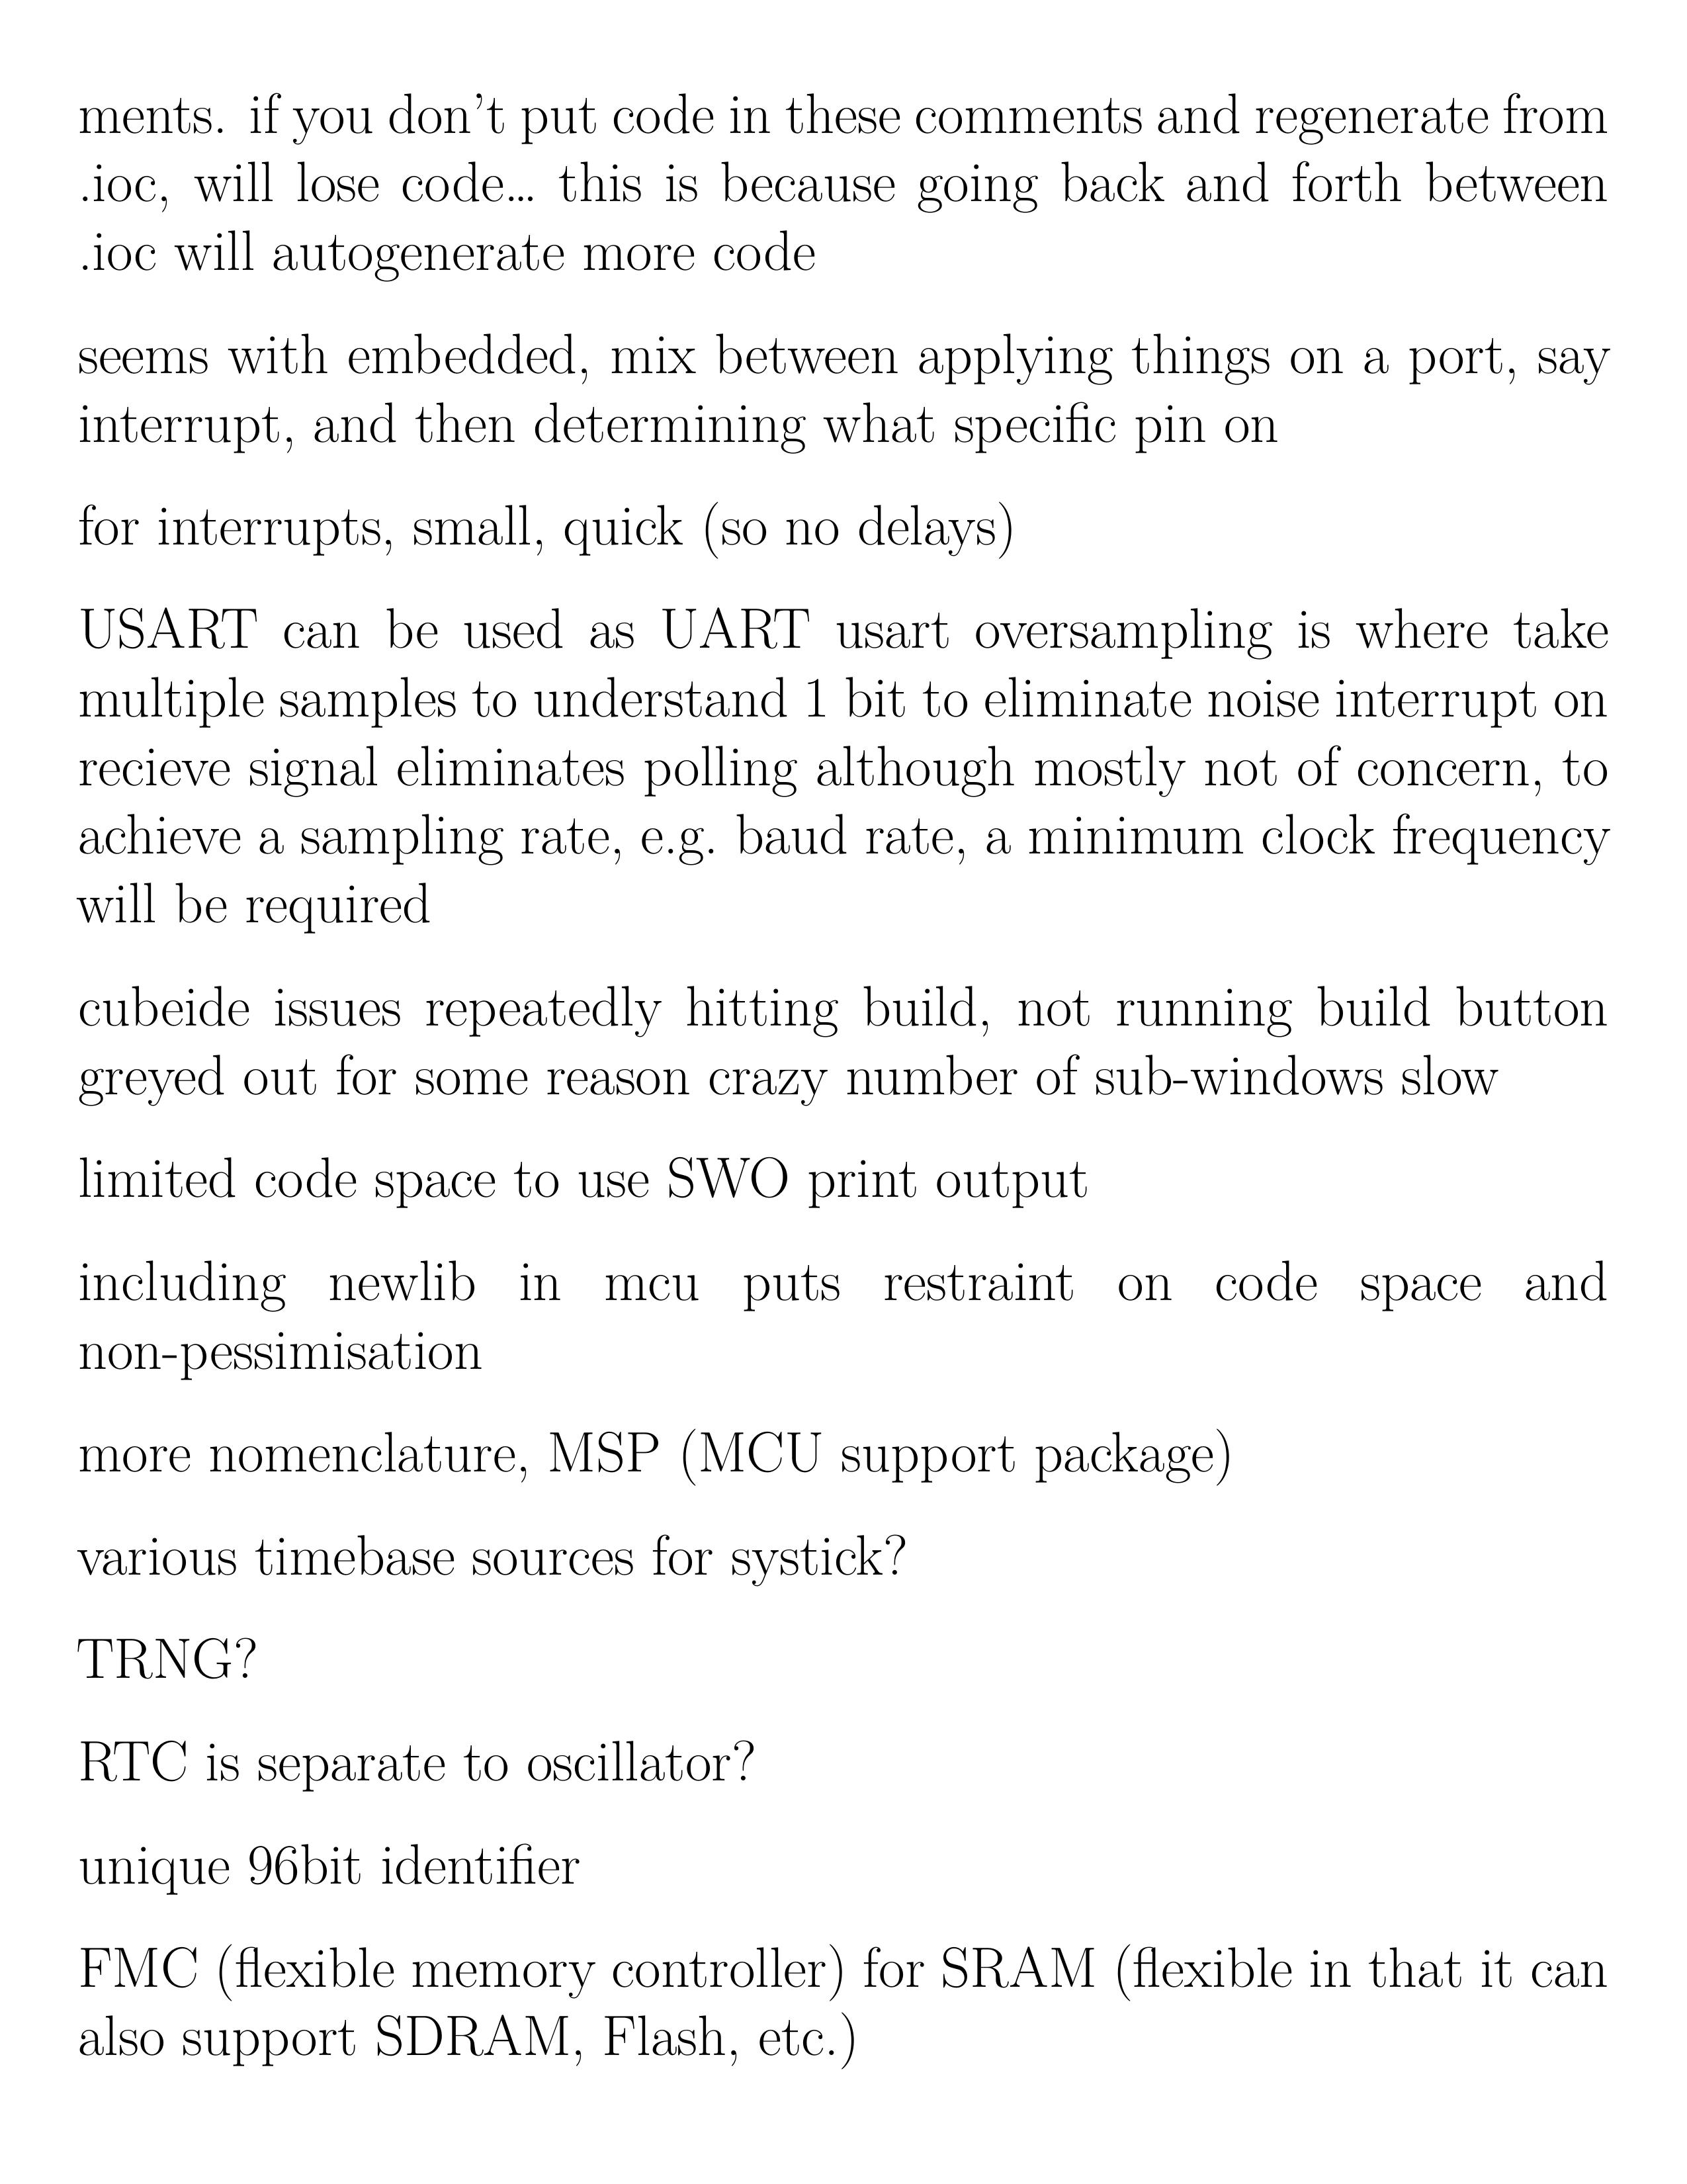 ments. if you don't put code in these comments and regenerate from
.ioc, will lose code… this is because going back and forth between
.ioc will autogenerate more code
seems with embedded, mix between applying things on a port, say
interrupt, and then determining what specific pin on
for interrupts, small, quick (so no delays)
USART can be used as UART usart oversampling is where take
multiple samples to understand 1 bit to eliminate noise interrupt on
recieve signal eliminates polling although mostly not of concern, to
achieve a sampling rate, e.g. baud rate, a minimum clock frequency
will be required
cubeide issues repeatedly hitting build, not running build button
greyed out for some reason crazy number of sub-windows slow
limited code space to use SWO print output
including newlib in mcu puts restraint on code space and
non-pessimisation
more nomenclature, MSP (MCU support package)
various timebase sources for systick?
TRNG?
RTC is separate to oscillator?
unique 96bit identifier
FMC (flexible memory controller) for SRAM (flexible in that it can
also support SDRAM, Flash, etc.)